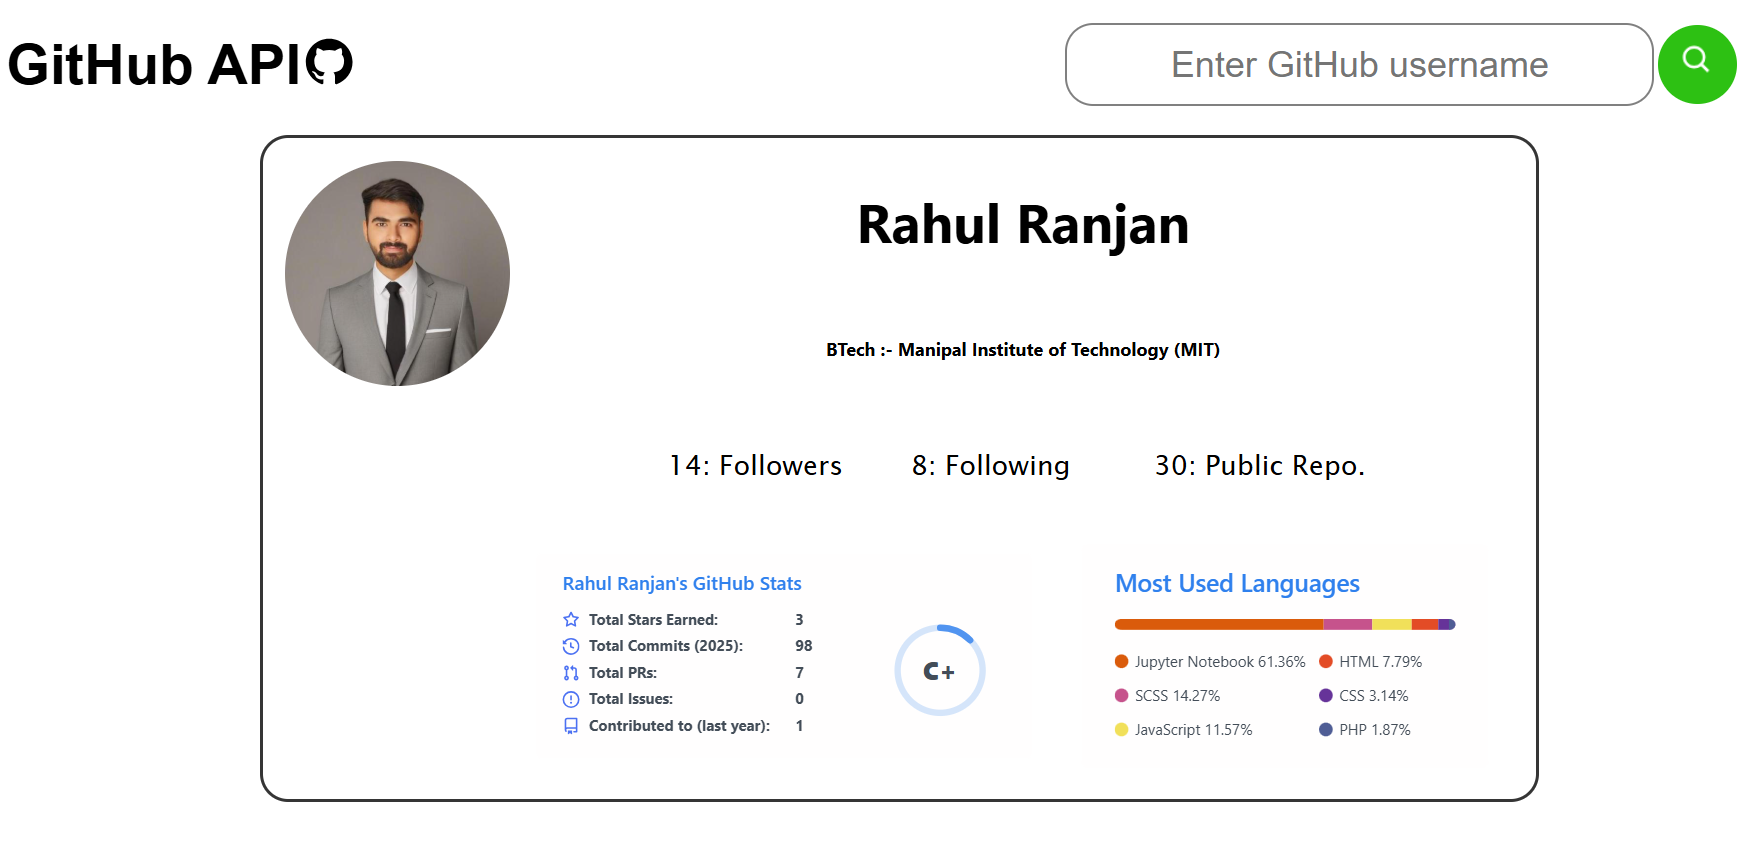 GitHub API
Enter GitHub username
Rahul Ranjan
BTech :- Manipal Institute of Technology (MIT)
14: Followers 8: Following 30: Public Repo.
Rahul Ranjan's GitHub Stats
Total Stars Earned: 3
Total Commits (2025): 98
Total PRs: 7
Total Issues: 0
Contributed to (last year): 1
C+
Most Used Languages
Jupyter Notebook 61.36% HTML 7.79%
SCSS 14.27% CSS 3.14%
JavaScript 11.57% PHP 1.87%